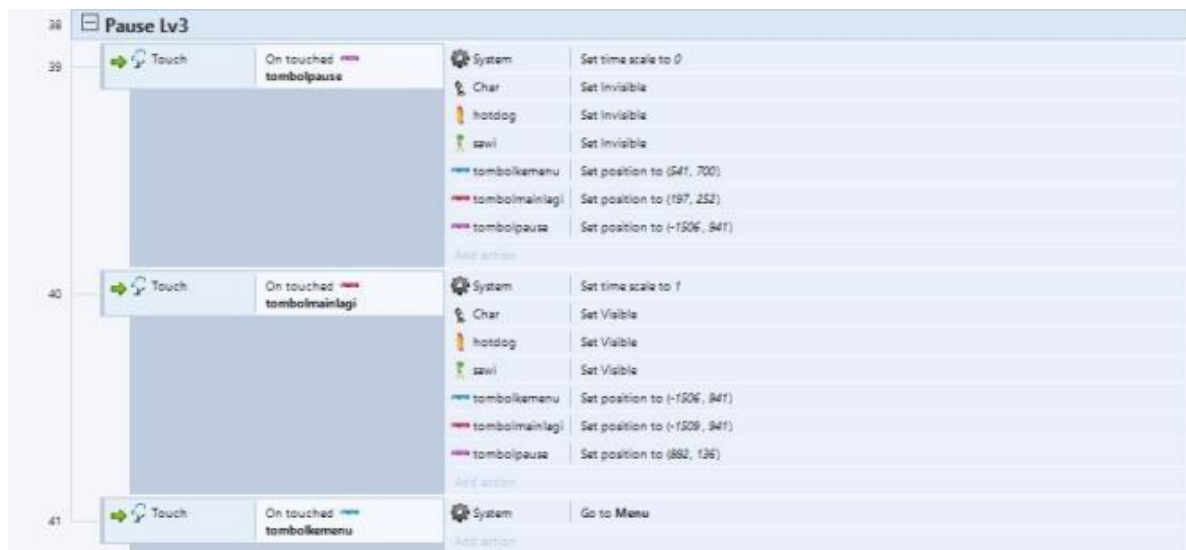 38 Pause Lv3
39 Touch On touched tombolpause System Set time scale to 0
Char Set Invisible
hotdog Set Invisible
sawi Set Invisible
tombolkemenu Set position to (541, 700)
tombolmainlagi Set position to (197, 252)
tombolpause Set position to (-1506, 941)
Add action
40 Touch On touched tombolmainlagi System Set time scale to 1
Char Set Visible
hotdog Set Visible
sawi Set Visible
tombolkemenu Set position to (-1506, 941)
tombolmainlagi Set position to (-1509, 941)
tombolpause Set position to (892, 136)
Add action
41 Touch On touched tombolkemenu System Go to Menu
Add action